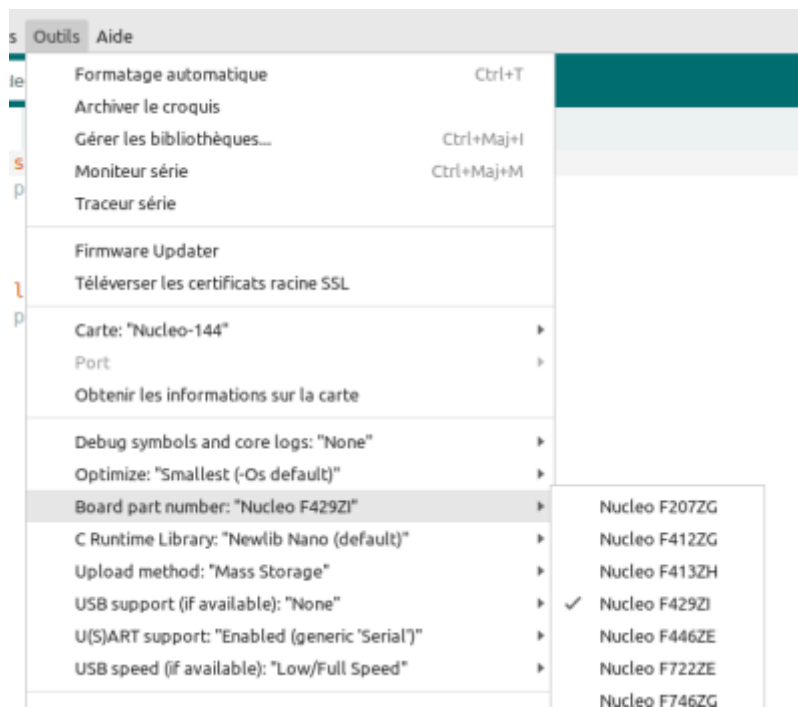 s Outils Aide
de
Formatage automatique Ctrl+T
Archiver le croquis
Gérer les bibliothèques... Ctrl+Maj+I
s
Moniteur série Ctrl+Maj+M
p
Traceur série
Firmware Updater
l
Téléverser les certificats racine SSL
p
Carte: "Nucleo-144"
Port
Obtenir les informations sur la carte
Debug symbols and core logs: "None"
Optimize: "Smallest (-Os default)"
Board part number: "Nucleo F429ZI"
C Runtime Library: "Newlib Nano (default)"
Upload method: "Mass Storage"
USB support (if available): "None"
U(S)ART support: "Enabled (generic 'Serial')"
USB speed (if available): "Low/Full Speed"
Nucleo F207ZG
Nucleo F412ZG
Nucleo F413ZH
Nucleo F429ZI
Nucleo F446ZE
Nucleo F722ZE
Nucleo F746ZG